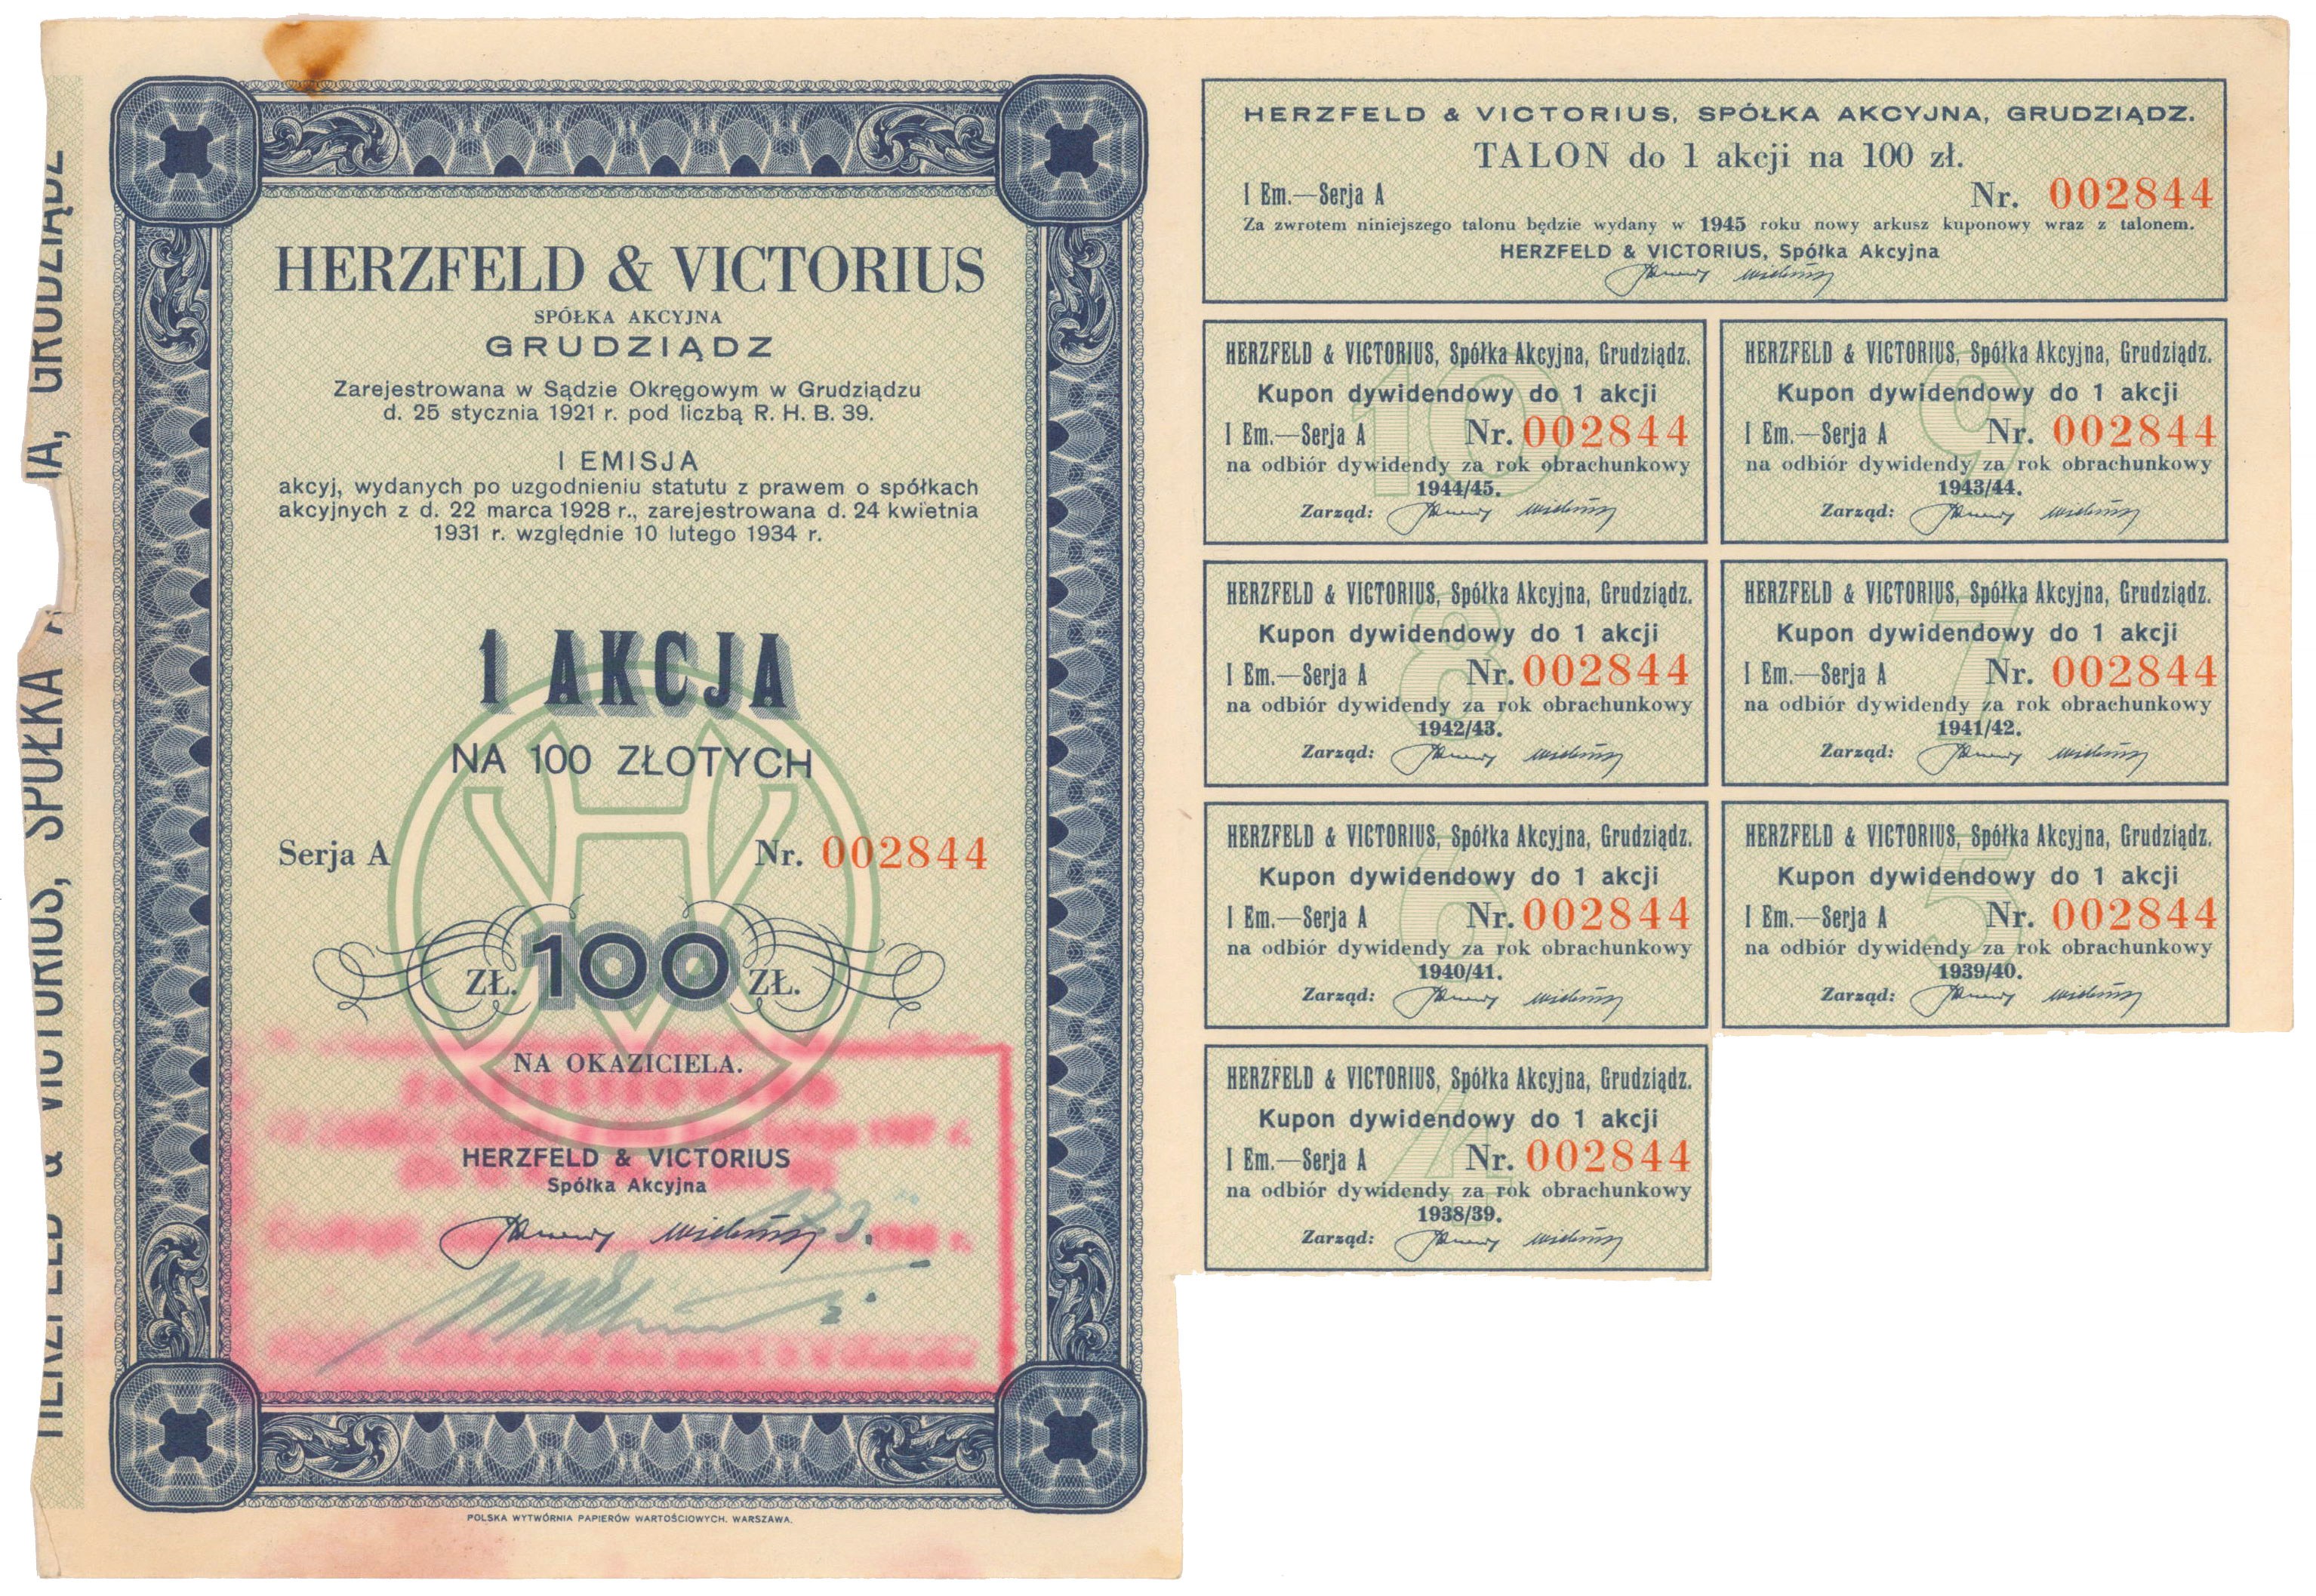 HERZFELD & VICTORIUS
SPÓŁKA AKCYJNA
GRUDZIĄDZ
Zarejestrowana w Sądzie Okręgowym w Grudziądzu
d. 25 stycznia 1921 r. pod liczbą R. H. B. 39.
I EMISJA
akcyj, wydanych po uzgodnieniu statutu z prawem o spółkach
akcyjnych z d. 22 marca 1928 r., zarejestrowana d. 24 kwietnia
1931 r. względnie 10 lutego 1934 r.
1 AKCJA
NA 100 ZŁOTYCH
Serja A Nr. 002844
ZŁ. 100 ZŁ.
NA OKAZICIELA.
HERZFELD & VICTORIUS
Spółka Akcyjna
POLSKA WYTWÓRNIA PAPIERÓW WARTOŚCIOWYCH. WARSZAWA.
HERZFELD & VICTORIUS, SPÓŁKA AKCYJNA, GRUDZIĄDZ.
TALON do 1 akcji na 100 zł.
I Em.—Serja A Nr. 002844
Za zwrotem niniejszego talonu będzie wydany w 1945 roku nowy arkusz kuponowy wraz z talonem.
HERZFELD & VICTORIUS, Spółka Akcyjna
10
HERZFELD & VICTORIUS, Spółka Akcyjna, Grudziądz.
Kupon dywidendowy do 1 akcji
I Em.—Serja A Nr. 002844
na odbiór dywidendy za rok obrachunkowy
1944/45.
Zarząd:
9
HERZFELD & VICTORIUS, Spółka Akcyjna, Grudziądz.
Kupon dywidendowy do 1 akcji
I Em.—Serja A Nr. 002844
na odbiór dywidendy za rok obrachunkowy
1943/44.
Zarząd:
8
HERZFELD & VICTORIUS, Spółka Akcyjna, Grudziądz.
Kupon dywidendowy do 1 akcji
I Em.—Serja A Nr. 002844
na odbiór dywidendy za rok obrachunkowy
1942/43.
Zarząd:
7
HERZFELD & VICTORIUS, Spółka Akcyjna, Grudziądz.
Kupon dywidendowy do 1 akcji
I Em.—Serja A Nr. 002844
na odbiór dywidendy za rok obrachunkowy
1941/42.
Zarząd:
6
HERZFELD & VICTORIUS, Spółka Akcyjna, Grudziądz.
Kupon dywidendowy do 1 akcji
I Em.—Serja A Nr. 002844
na odbiór dywidendy za rok obrachunkowy
1940/41.
Zarząd:
5
HERZFELD & VICTORIUS, Spółka Akcyjna, Grudziądz.
Kupon dywidendowy do 1 akcji
I Em.—Serja A Nr. 002844
na odbiór dywidendy za rok obrachunkowy
1939/40.
Zarząd:
4
HERZFELD & VICTORIUS, Spółka Akcyjna, Grudziądz.
Kupon dywidendowy do 1 akcji
I Em.—Serja A Nr. 002844
na odbiór dywidendy za rok obrachunkowy
1938/39.
Zarząd: